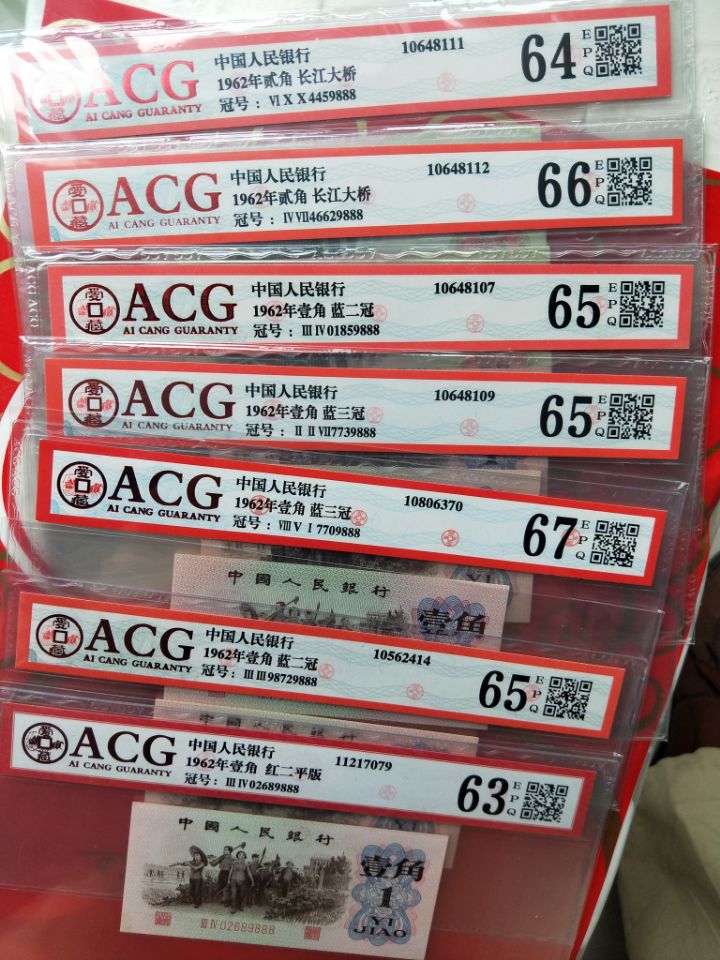 ACG
AI CANG GUARANTY
中国人民银行
1962年贰角 长江大桥
冠号：ⅥⅩⅩ4459888
10648111
64
EPQ
ACG
AI CANG GUARANTY
中国人民银行
1962年贰角 长江大桥
冠号：ⅣⅦ46629888
10648112
66
EPQ
ACG
AI CANG GUARANTY
中国人民银行
1962年壹角 蓝二冠
冠号：ⅢⅣ01859888
10648107
65
EPQ
ACG
AI CANG GUARANTY
中国人民银行
1962年壹角 蓝三冠
冠号：ⅡⅡⅦ7739888
10648109
65
EPQ
ACG
AI CANG GUARANTY
中国人民银行
1962年壹角 蓝三冠
冠号：ⅧⅤⅠ7709888
10806370
67
EPQ
YI
中國人民銀行
壹角
ACG
AI CANG GUARANTY
中国人民银行
1962年壹角 蓝二冠
冠号：ⅢⅢ98729888
10562414
65
EPQ
ACG
AI CANG GUARANTY
中国人民银行
1962年壹角 红二平版
冠号：ⅢⅣ02689888
11217079
63
EPQ
中國人民銀行
壹角
1
YI JIAO
ⅢⅣ02689888